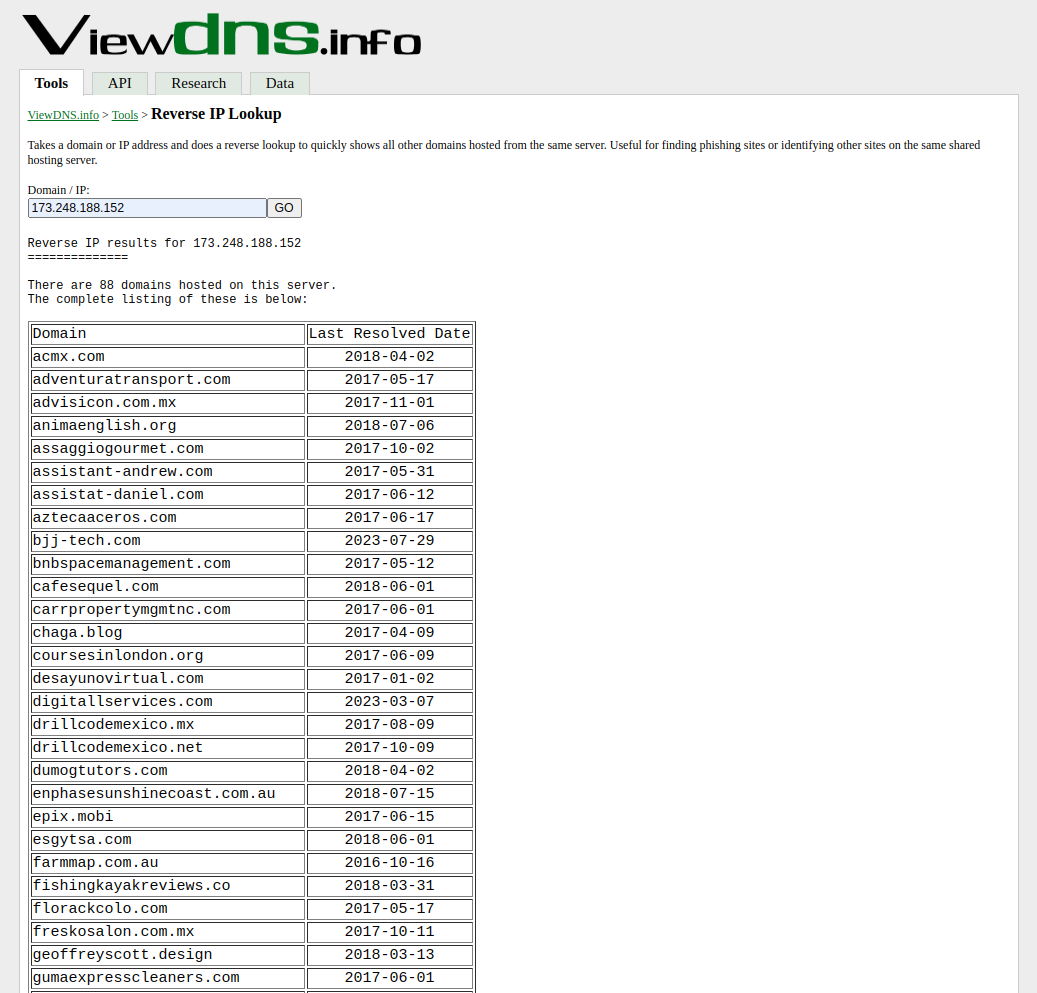 Viewdns.info
Tools API Research Data
ViewDNS.info > Tools > Reverse IP Lookup
Takes a domain or IP address and does a reverse lookup to quickly shows all other domains hosted from the same server. Useful for finding phishing sites or identifying other sites on the same shared
hosting server.
Domain / IP:
173.248.188.152 GO
Reverse IP results for 173.248.188.152
==============
There are 88 domains hosted on this server.
The complete listing of these is below:
Domain Last Resolved Date
acmx.com 2018-04-02
adventuratransport.com 2017-05-17
advisicon.com.mx 2017-11-01
animaenglish.org 2018-07-06
assaggiogourmet.com 2017-10-02
assistant-andrew.com 2017-05-31
assistat-daniel.com 2017-06-12
aztecaaceros.com 2017-06-17
bjj-tech.com 2023-07-29
bnbspacemanagement.com 2017-05-12
cafesequel.com 2018-06-01
carrpropertymgmtnc.com 2017-06-01
chaga.blog 2017-04-09
coursesinlondon.org 2017-06-09
desayunovirtual.com 2017-01-02
digitallservices.com 2023-03-07
drillcodemexico.mx 2017-08-09
drillcodemexico.net 2017-10-09
dumogtutors.com 2018-04-02
enphasesunshinecoast.com.au 2018-07-15
epix.mobi 2017-06-15
esgytsa.com 2018-06-01
farmmap.com.au 2016-10-16
fishingkayakreviews.co 2018-03-31
florackcolo.com 2017-05-17
freskosalon.com.mx 2017-10-11
geoffreyscott.design 2018-03-13
gumaexpresscleaners.com 2017-06-01